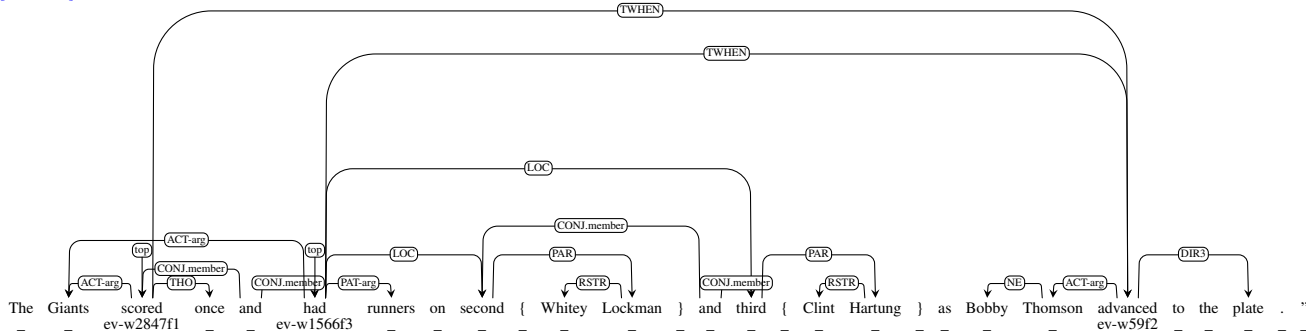 TWHEN
TWHEN
LOC
CONJ.member
ACT-arg
top top LOC PAR PAR DIR3
CONJ.member
ACT-arg THO CONJ.member PAT-arg RSTR CONJ.member RSTR NE ACT-arg
The Giants scored once and had runners on second { Whitey Lockman } and third { Clint Hartung } as Bobby Thomson advanced to the plate . ”
_ _ _ _ _ _ _ _ _ _ _ _ _ _ _ _ _ _ _ _ _ _ _ _ _ _ _
ev-w2847f1 ev-w1566f3 ev-w59f2